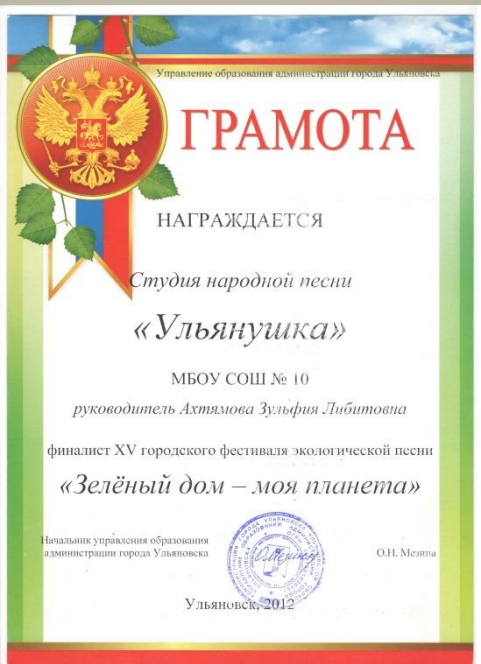 Управление образования администрации города Ульяновска
ГРАМОТА
НАГРАЖДАЕТСЯ
Студия народной песни
«Ульянушка»
МБОУ СОШ № 10
руководитель Ахтямова Зульфия Либитовна
финалист XV городского фестиваля экологической песни
«Зелёный дом – моя планета»
Начальник управления образования
администрации города Ульяновска
О.Н. Мезина
Ульяновск, 2012